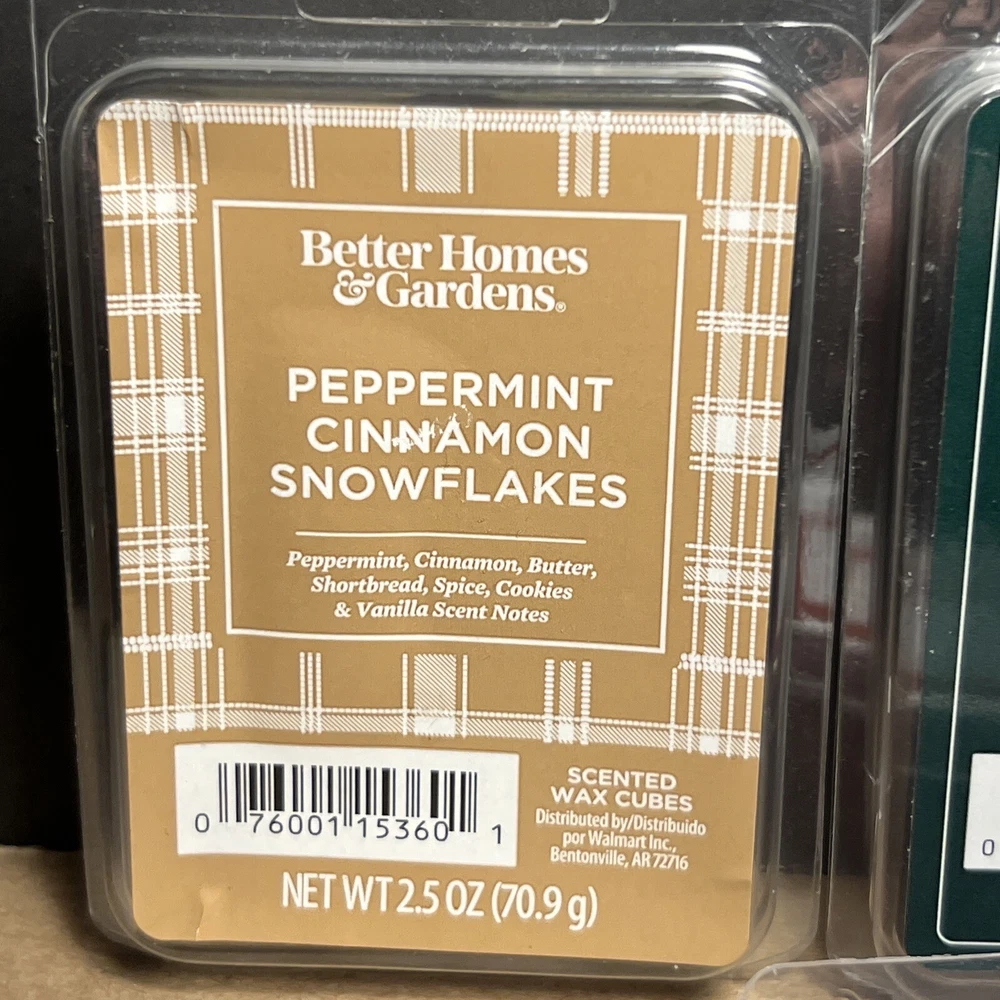 Better Homes
& Gardens®
PEPPERMINT
CINNAMON
SNOWFLAKES
Peppermint, Cinnamon, Butter,
Shortbread, Spice, Cookies
& Vanilla Scent Notes
0 76001 15360 1
SCENTED
WAX CUBES
Distributed by/Distribuido
por Walmart Inc.,
Bentonville, AR 72716
NET WT 2.5 OZ (70.9 g)
0